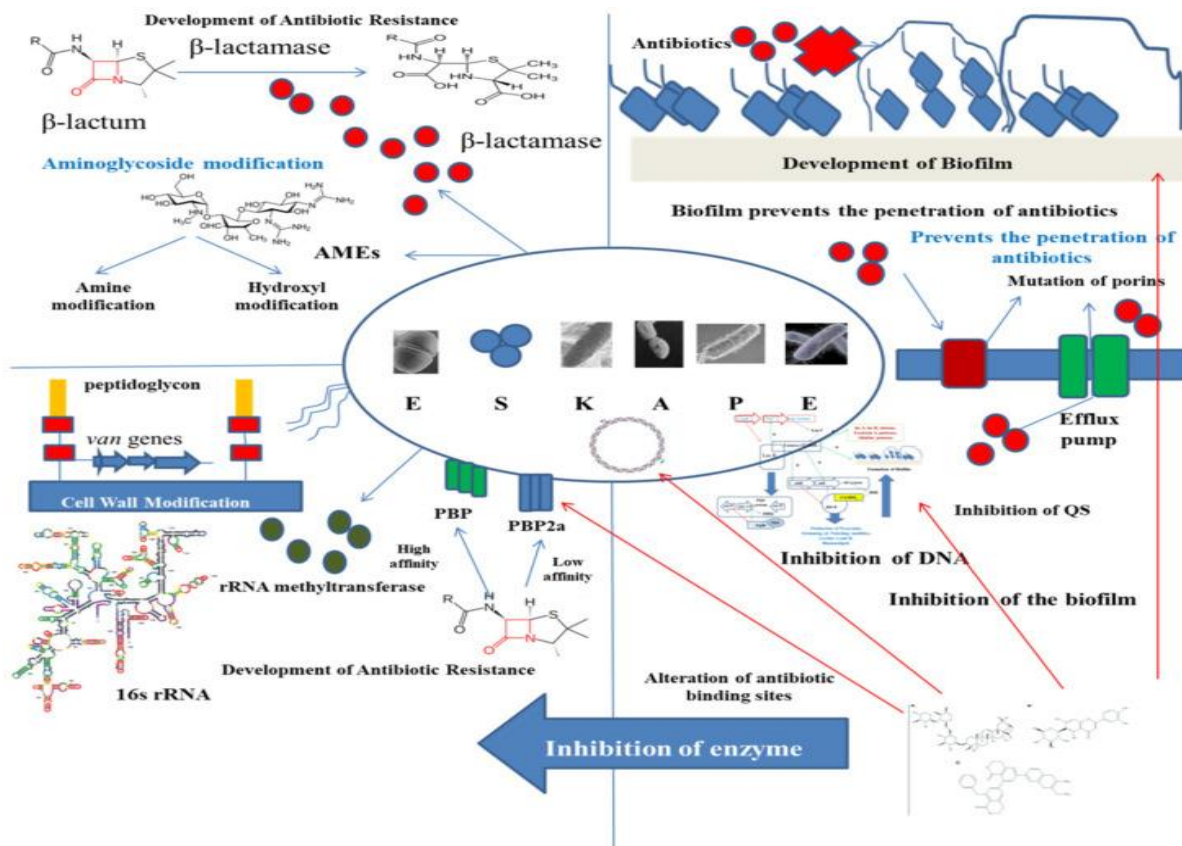 Development of Antibiotic Resistance
β-lactamase
β-lactum
β-lactamase
Aminoglycoside modification
AMEs
Amine
modification
Hydroxyl
modification
Antibiotics
Development of Biofilm
Biofilm prevents the penetration of antibiotics
Prevents the penetration of
antibiotics
Mutation of porins
Efflux
pump
E S K A P E
peptidoglycon
van genes
Cell Wall Modification
PBP
PBP2a
High
affinity
Low
affinity
rRNA methyltransferase
16s rRNA
Development of Antibiotic Resistance
Inhibition of QS
Inhibition of DNA
Inhibition of the biofilm
Alteration of antibiotic
binding sites
Inhibition of enzyme